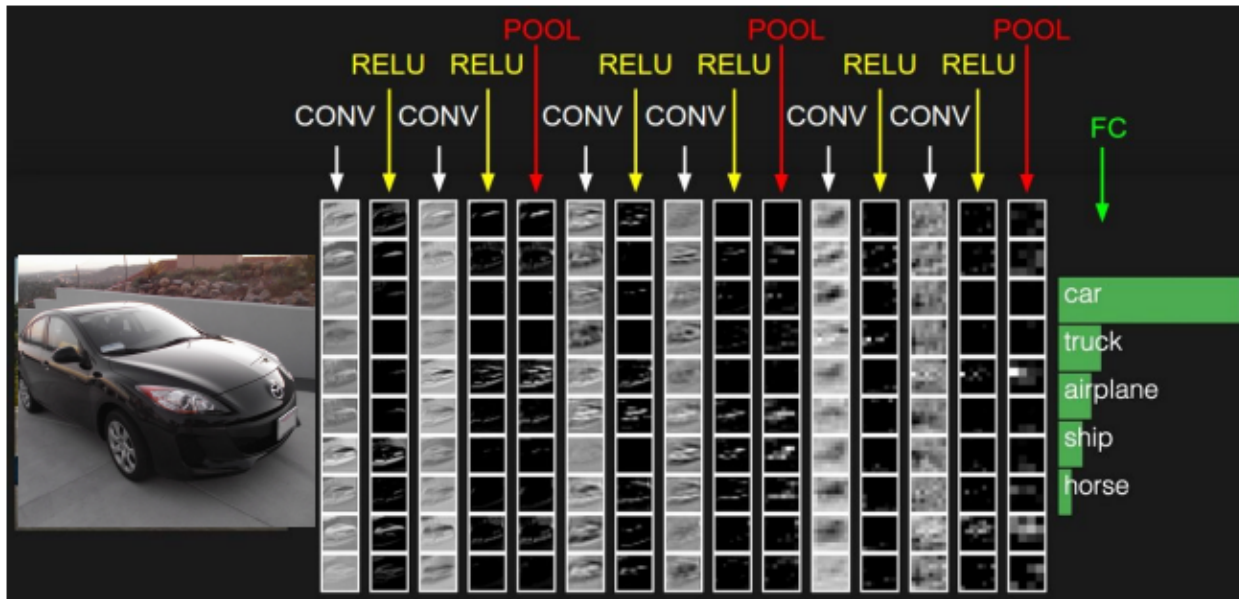 POOL POOL POOL
RELU RELU RELU RELU RELU RELU
CONV CONV CONV CONV CONV CONV
FC
car
truck
airplane
ship
horse